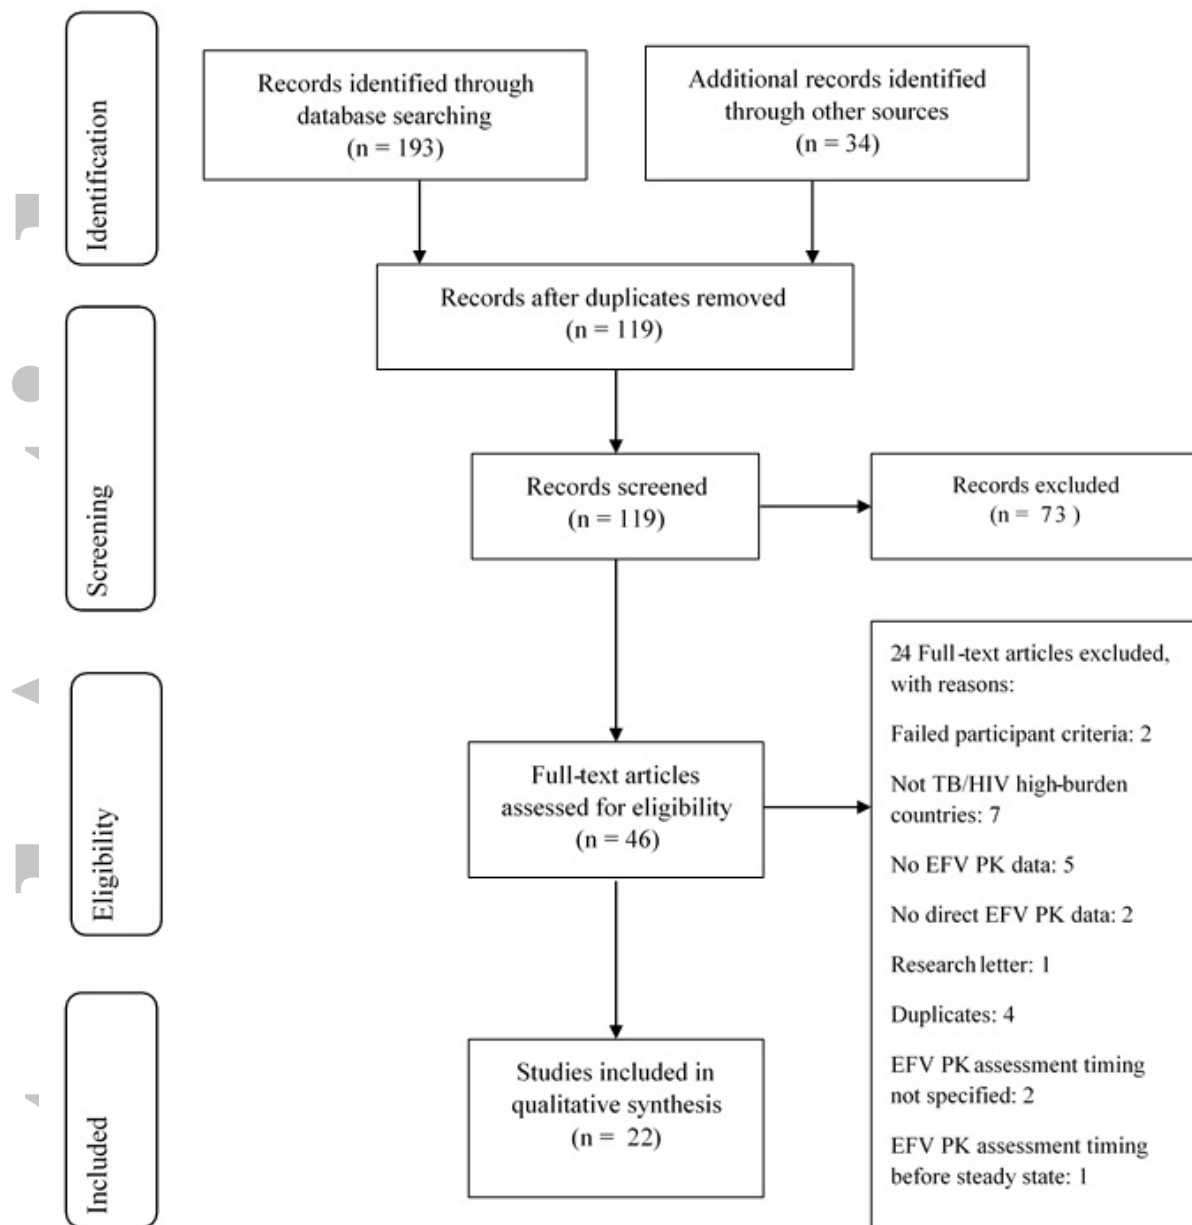 Identification
Records identified through
database searching
(n = 193)
Additional records identified
through other sources
(n = 34)
Records after duplicates removed
(n = 119)
Screening
Records screened
(n = 119)
Records excluded
(n = 73 )
Eligibility
Full-text articles
assessed for eligibility
(n = 46)
24 Full-text articles excluded,
with reasons:
Failed participant criteria: 2
Not TB/HIV high-burden
countries: 7
No EFV PK data: 5
No direct EFV PK data: 2
Research letter: 1
Duplicates: 4
EFV PK assessment timing
not specified: 2
EFV PK assessment timing
before steady state: 1
Included
Studies included in
qualitative synthesis
(n = 22)